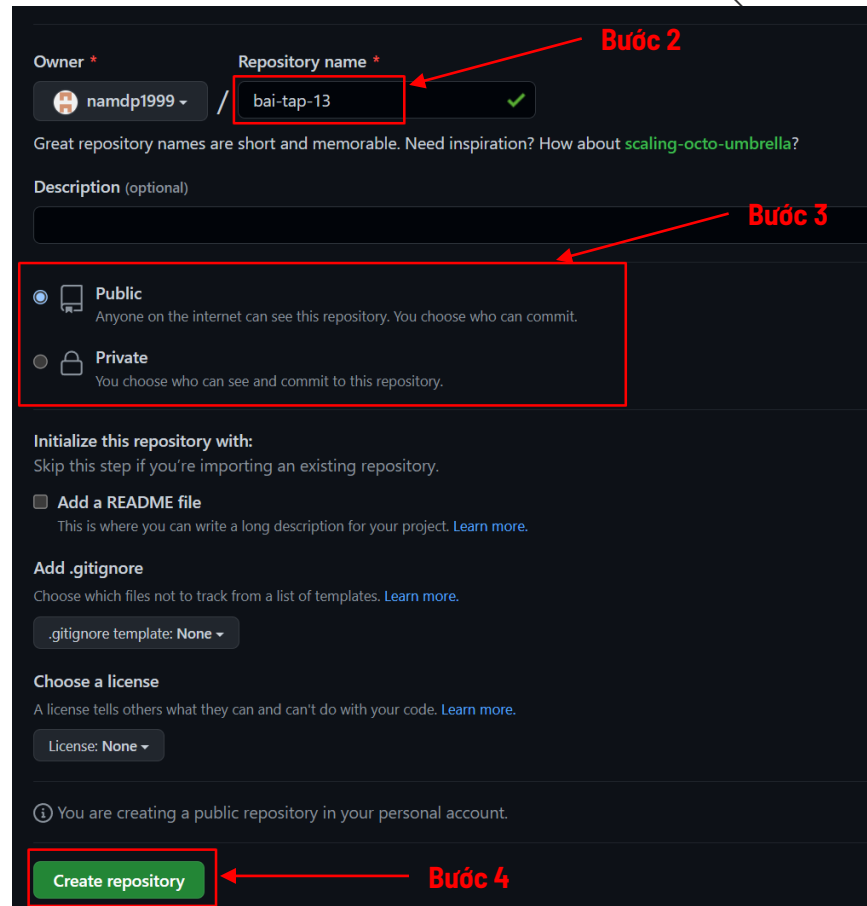 Bước 2
Owner *
Repository name *
namdp1999 / bai-tap-13
Great repository names are short and memorable. Need inspiration? How about scaling-octo-umbrella?
Description (optional)
Bước 3
Public
Anyone on the internet can see this repository. You choose who can commit.
Private
You choose who can see and commit to this repository.
Initialize this repository with:
Skip this step if you're importing an existing repository.
Add a README file
This is where you can write a long description for your project. Learn more.
Add .gitignore
Choose which files not to track from a list of templates. Learn more.
.gitignore template: None
Choose a license
A license tells others what they can and can't do with your code. Learn more.
License: None
You are creating a public repository in your personal account.
Create repository
Bước 4